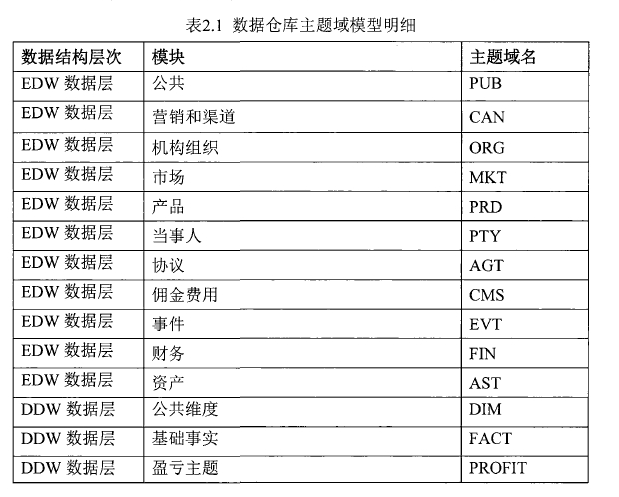 表2.1 数据仓库主题域模型明细
数据结构层次 模块 主题域名
EDW 数据层 公共 PUB
EDW 数据层 营销和渠道 CAN
EDW 数据层 机构组织 ORG
EDW 数据层 市场 MKT
EDW 数据层 产品 PRD
EDW 数据层 当事人 PTY
EDW 数据层 协议 AGT
EDW 数据层 佣金费用 CMS
EDW 数据层 事件 EVT
EDW 数据层 财务 FIN
EDW 数据层 资产 AST
DDW 数据层 公共维度 DIM
DDW 数据层 基础事实 FACT
DDW 数据层 盈亏主题 PROFIT